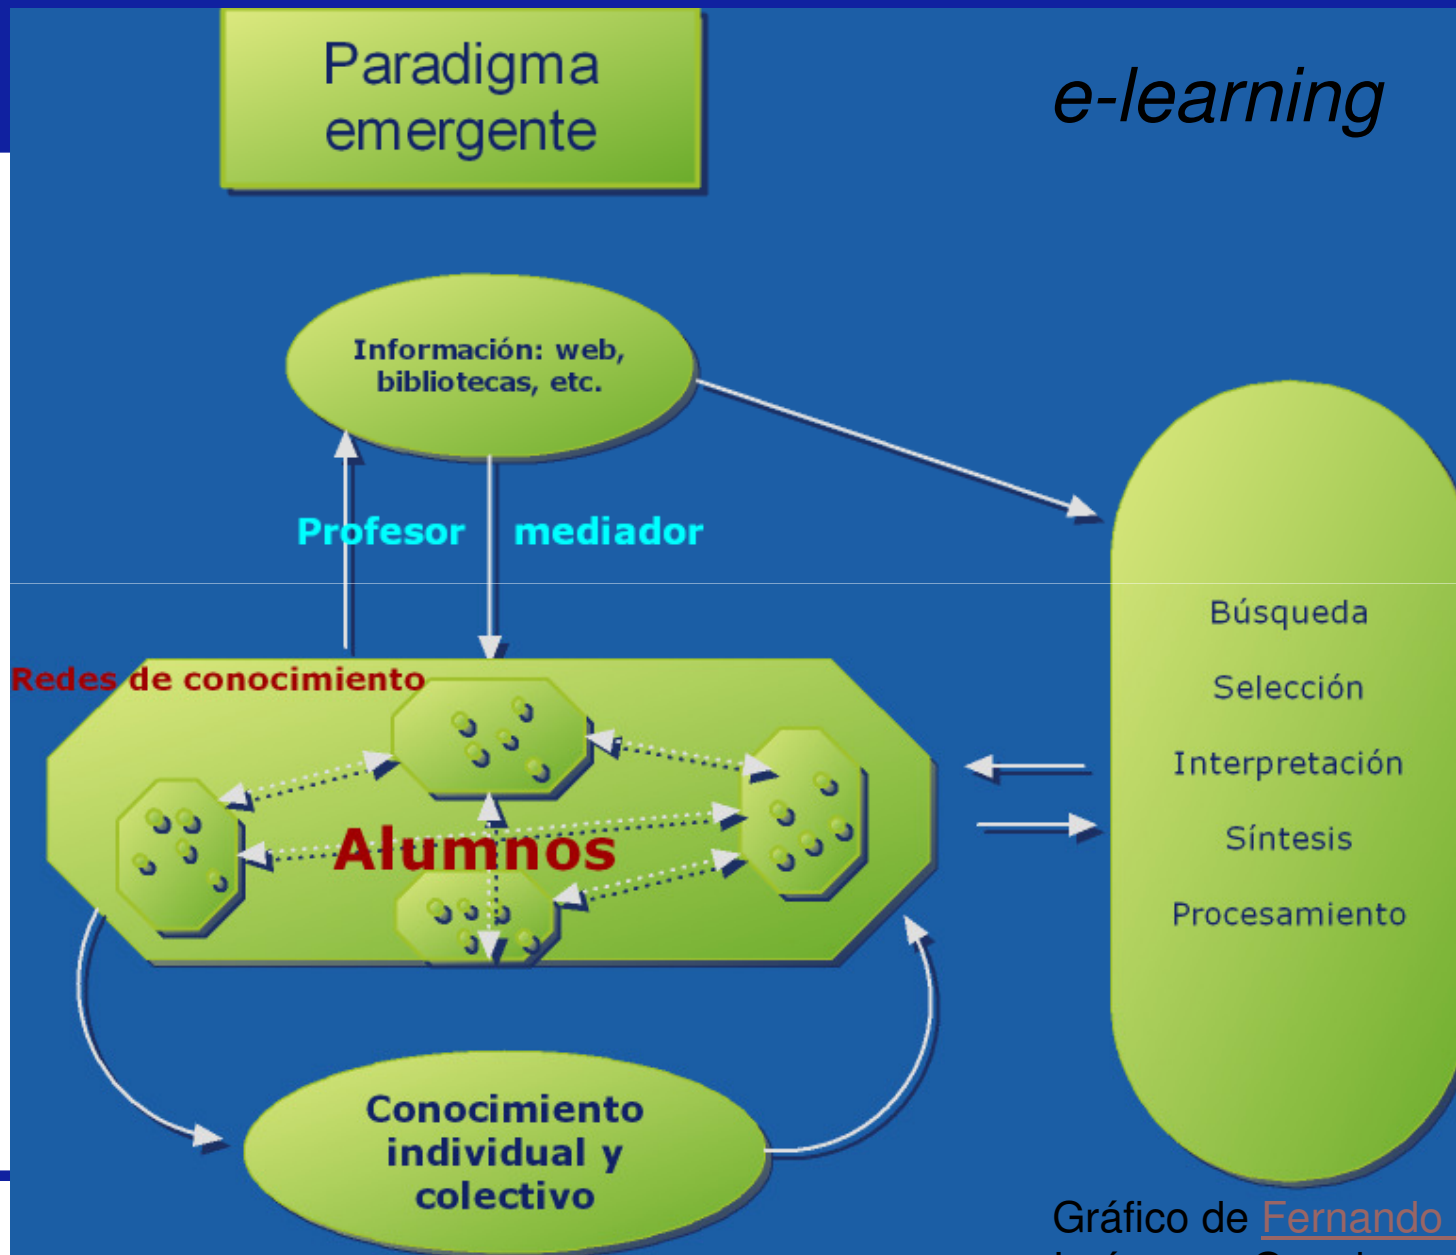 Paradigma
emergente
e-learning
Información: web,
bibliotecas, etc.
Profesor mediador
Redes de conocimiento
Alumnos
Búsqueda
Selección
Interpretación
Síntesis
Procesamiento
Conocimiento
individual y
colectivo
Gráfico de Fernando